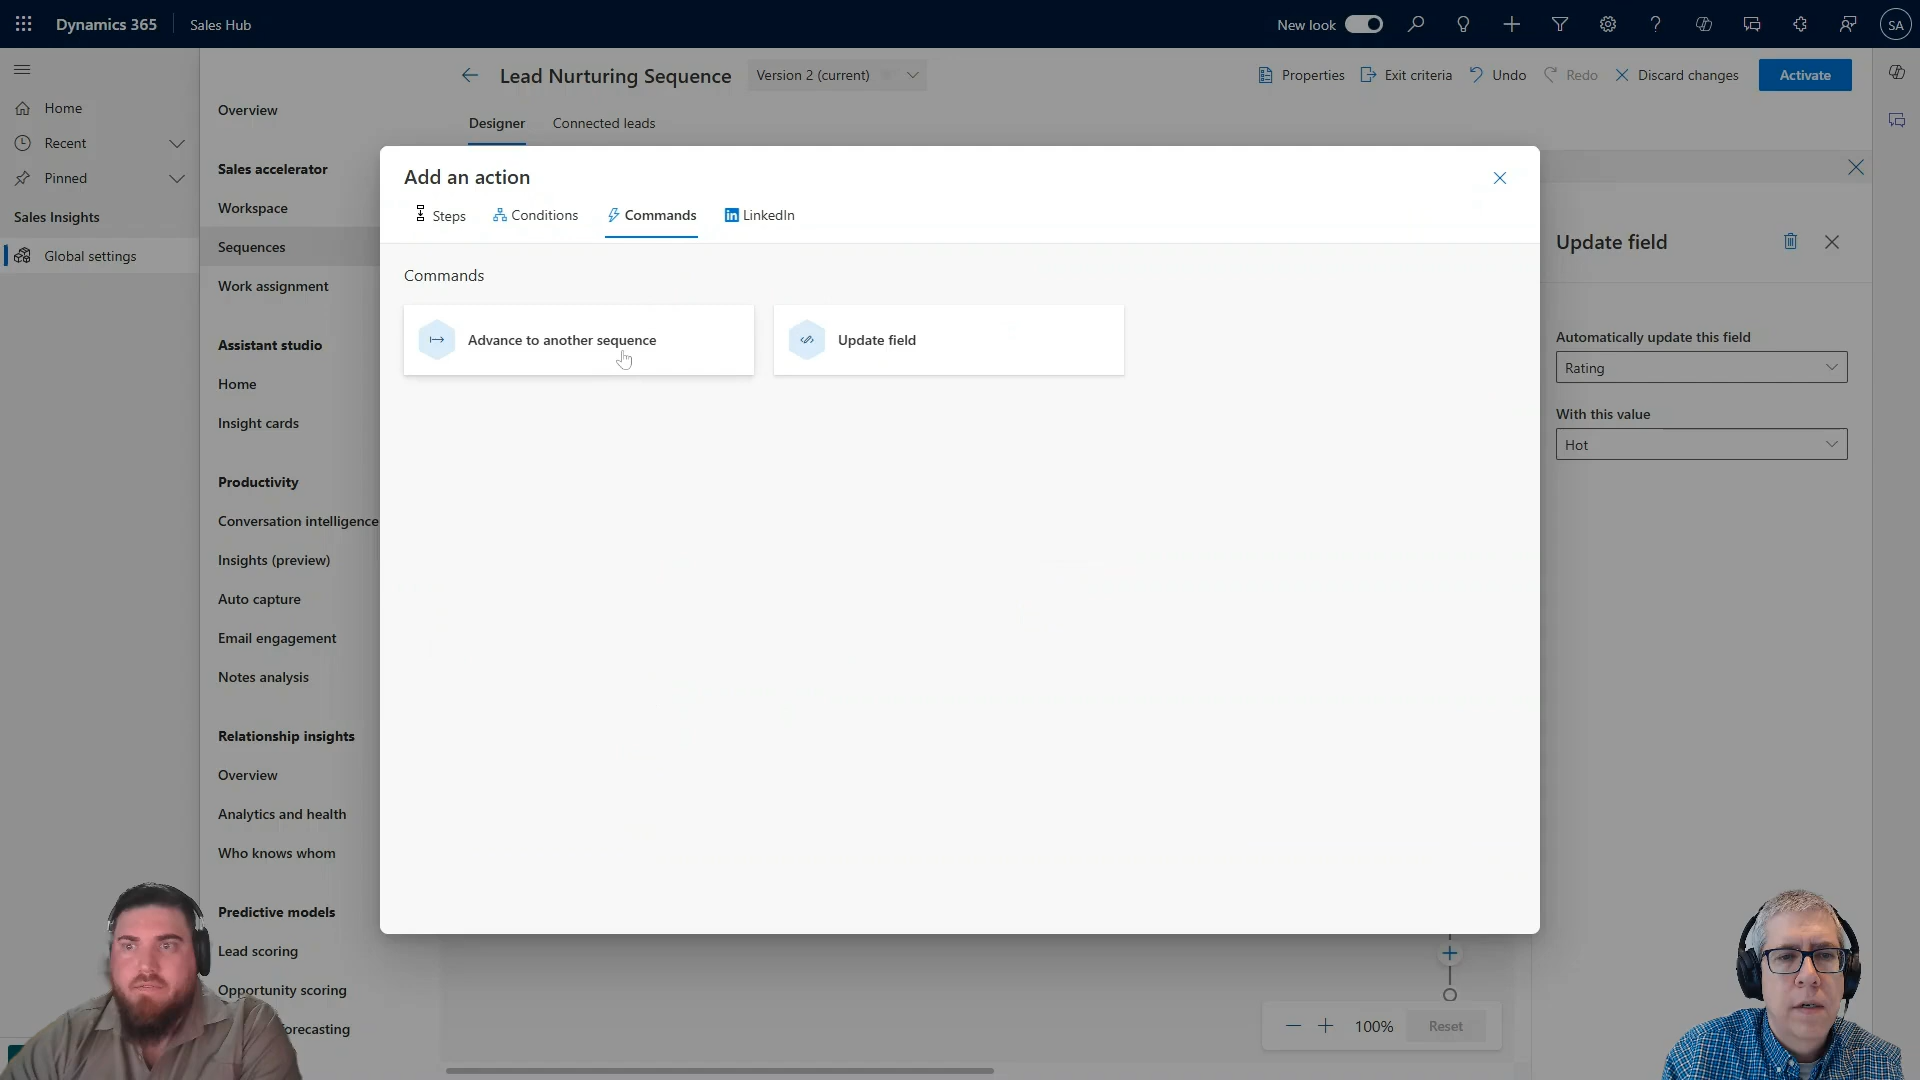 Dynamics 365
Sales Hub
New look
SA
Home
Recent
Pinned
Sales Insights
Global settings
Overview
Sales accelerator
Workspace
Sequences
Work assignment
Assistant studio
Home
Insight cards
Productivity
Conversation intelligence
Insights (preview)
Auto capture
Email engagement
Notes analysis
Relationship insights
Overview
Analytics and health
Who knows whom
Predictive models
Lead scoring
Opportunity scoring
orecasting
Lead Nurturing Sequence
Version 2 (current)
Properties
Exit criteria
Undo
Redo
Discard changes
Activate
Designer
Connected leads
Add an action
Steps
Conditions
Commands
LinkedIn
Commands
Advance to another sequence
Update field
Update field
Automatically update this field
Rating
With this value
Hot
100%
Reset